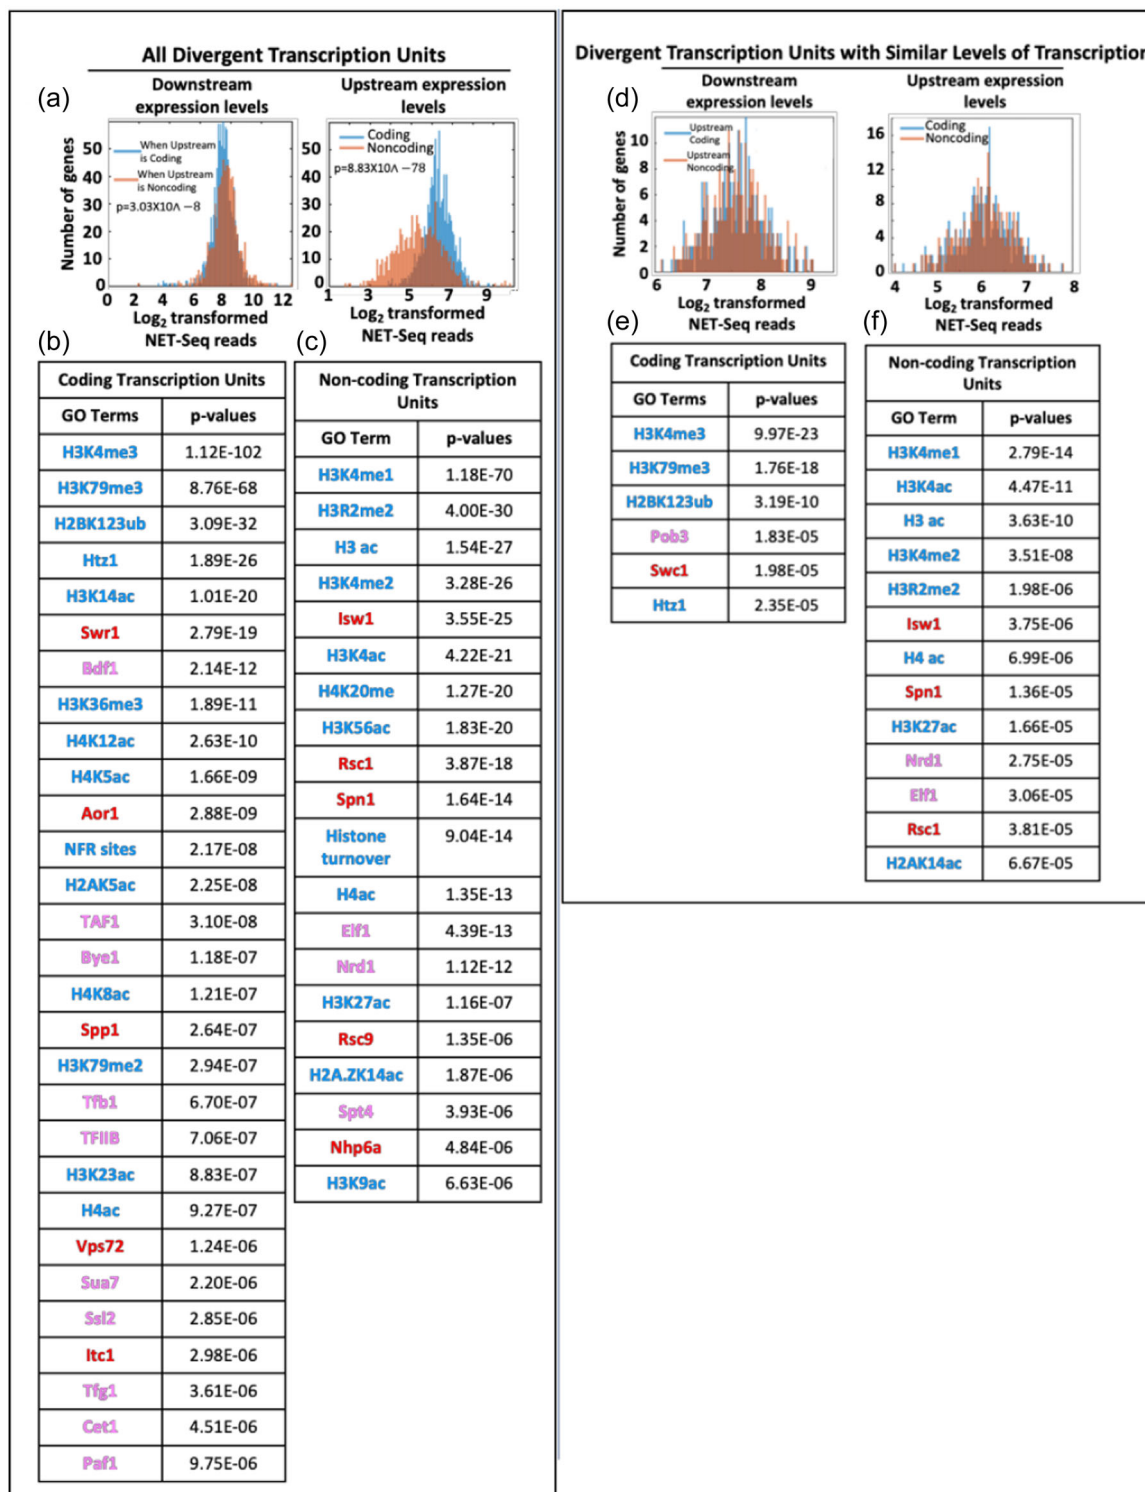 All Divergent Transcription Units
(a)
Downstream
expression levels
Upstream expression
levels
Number of genes
50
40
30
20
10
0
When Upstream
is Coding
When Upstream
is Noncoding
p=3.03X10Λ −8
0 2 4 6 8 10 12
Log2 transformed
NET-Seq reads
50
40
30
20
10
0
Coding
Noncoding
p=8.83X10Λ −78
1 3 5 7 9
Log2 transformed
NET-Seq reads
(b)
Coding Transcription Units
GO Terms p-values
H3K4me3 1.12E-102
H3K79me3 8.76E-68
H2BK123ub 3.09E-32
Htz1 1.89E-26
H3K14ac 1.01E-20
Swr1 2.79E-19
Bdf1 2.14E-12
H3K36me3 1.89E-11
H4K12ac 2.63E-10
H4K5ac 1.66E-09
Aor1 2.88E-09
NFR sites 2.17E-08
H2AK5ac 2.25E-08
TAF1 3.10E-08
Bye1 1.18E-07
H4K8ac 1.21E-07
Spp1 2.64E-07
H3K79me2 2.94E-07
Tfb1 6.70E-07
TFIIB 7.06E-07
H3K23ac 8.83E-07
H4ac 9.27E-07
Vps72 1.24E-06
Sua7 2.20E-06
Ssl2 2.85E-06
Itc1 2.98E-06
Tfg1 3.61E-06
Cet1 4.51E-06
Paf1 9.75E-06
(c)
Non-coding Transcription
Units
GO Term p-values
H3K4me1 1.18E-70
H3R2me2 4.00E-30
H3 ac 1.54E-27
H3K4me2 3.28E-26
Isw1 3.55E-25
H3K4ac 4.22E-21
H4K20me 1.27E-20
H3K56ac 1.83E-20
Rsc1 3.87E-18
Spn1 1.64E-14
Histone 9.04E-14
turnover
H4ac 1.35E-13
Elf1 4.39E-13
Nrd1 1.12E-12
H3K27ac 1.16E-07
Rsc9 1.35E-06
H2A.ZK14ac 1.87E-06
Spt4 3.93E-06
Nhp6a 4.84E-06
H3K9ac 6.63E-06
Divergent Transcription Units with Similar Levels of Transcription
(d)
Downstream
expression levels
Upstream expression
levels
Number of genes
10
8
6
4
2
0
Upstream
Coding
Upstream
Noncoding
6 7 8 9
Log2 transformed
NET-Seq reads
16
12
8
4
0
Coding
Noncoding
4 5 6 7 8
Log2 transformed
NET-Seq reads
(e)
Coding Transcription Units
GO Terms p-values
H3K4me3 9.97E-23
H3K79me3 1.76E-18
H2BK123ub 3.19E-10
Pob3 1.83E-05
Swc1 1.98E-05
Htz1 2.35E-05
(f)
Non-coding Transcription
Units
GO Term p-values
H3K4me1 2.79E-14
H3K4ac 4.47E-11
H3 ac 3.63E-10
H3K4me2 3.51E-08
H3R2me2 1.98E-06
Isw1 3.75E-06
H4 ac 6.99E-06
Spn1 1.36E-05
H3K27ac 1.66E-05
Nrd1 2.75E-05
Elf1 3.06E-05
Rsc1 3.81E-05
H2AK14ac 6.67E-05